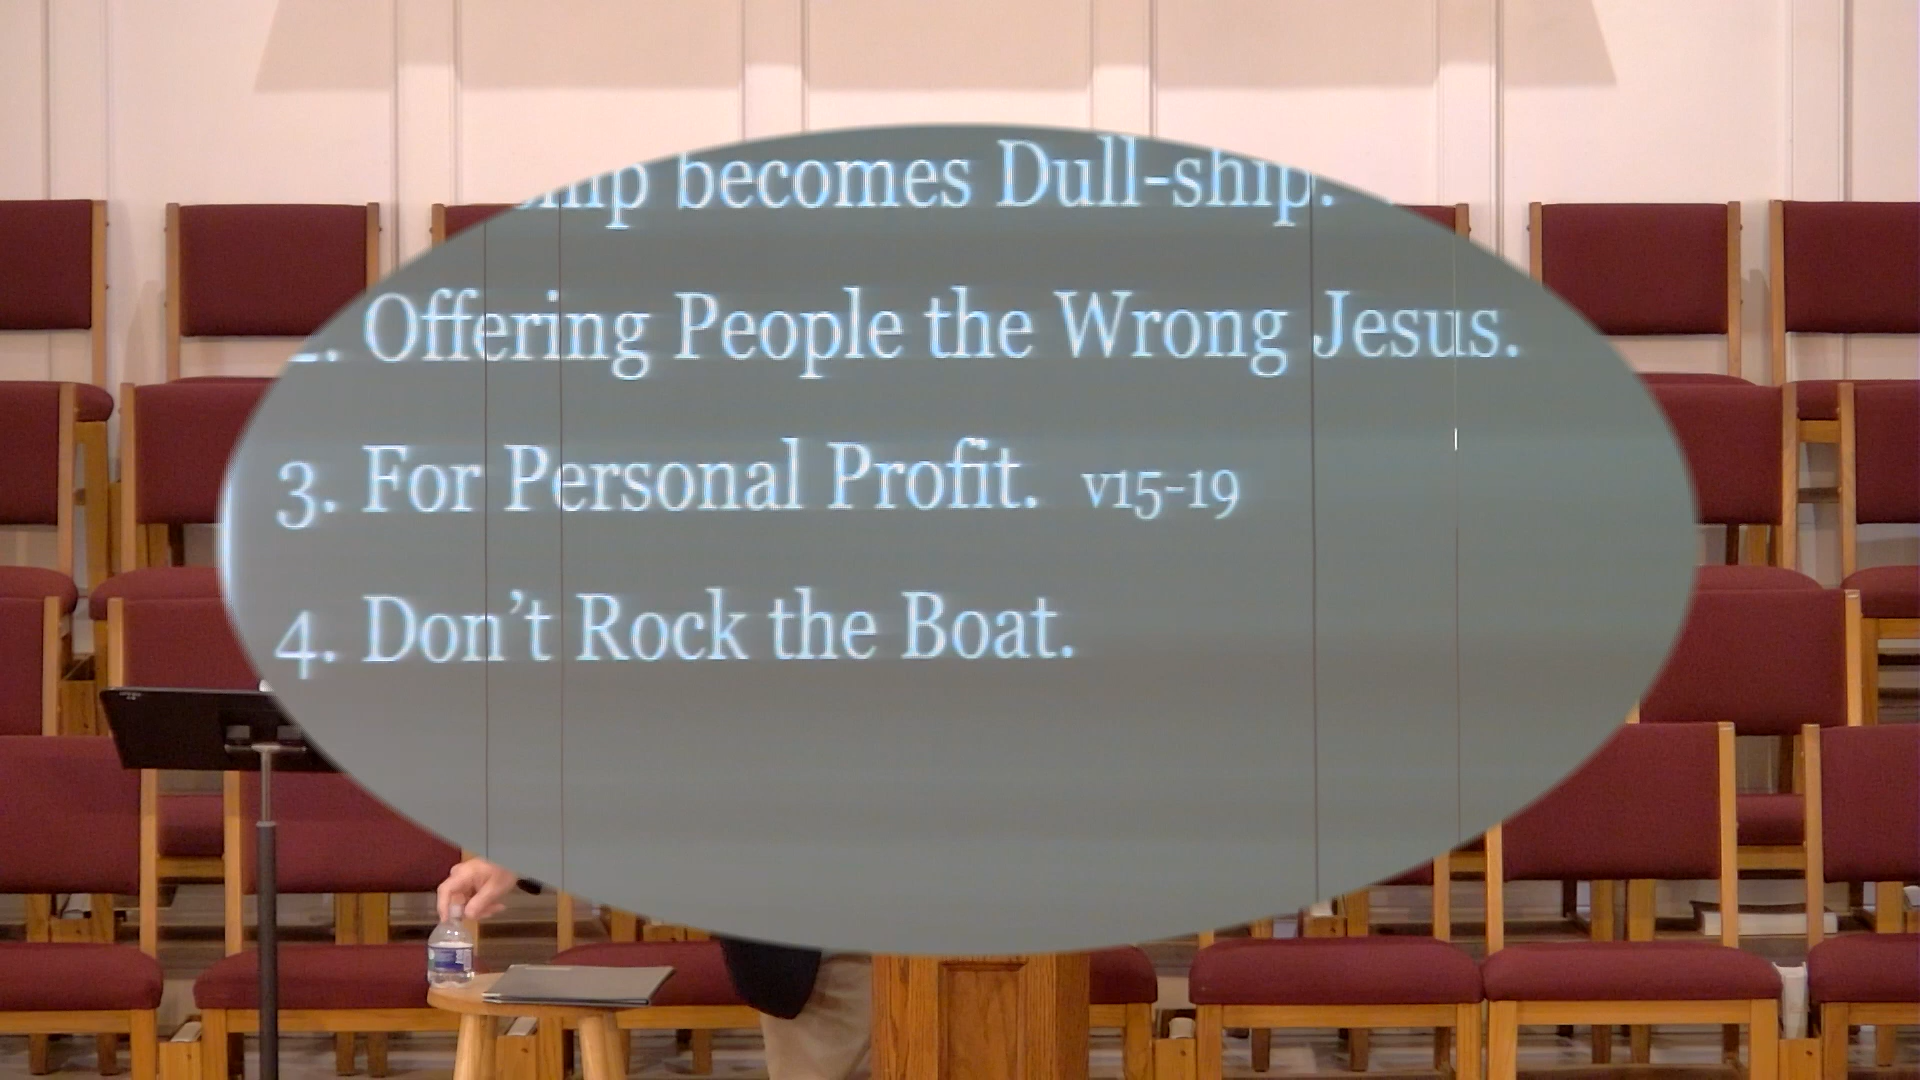 becomes Dull-ship.
Offering People the Wrong Jesus.
3. For Personal Profit. v15-19
4. Don't Rock the Boat.